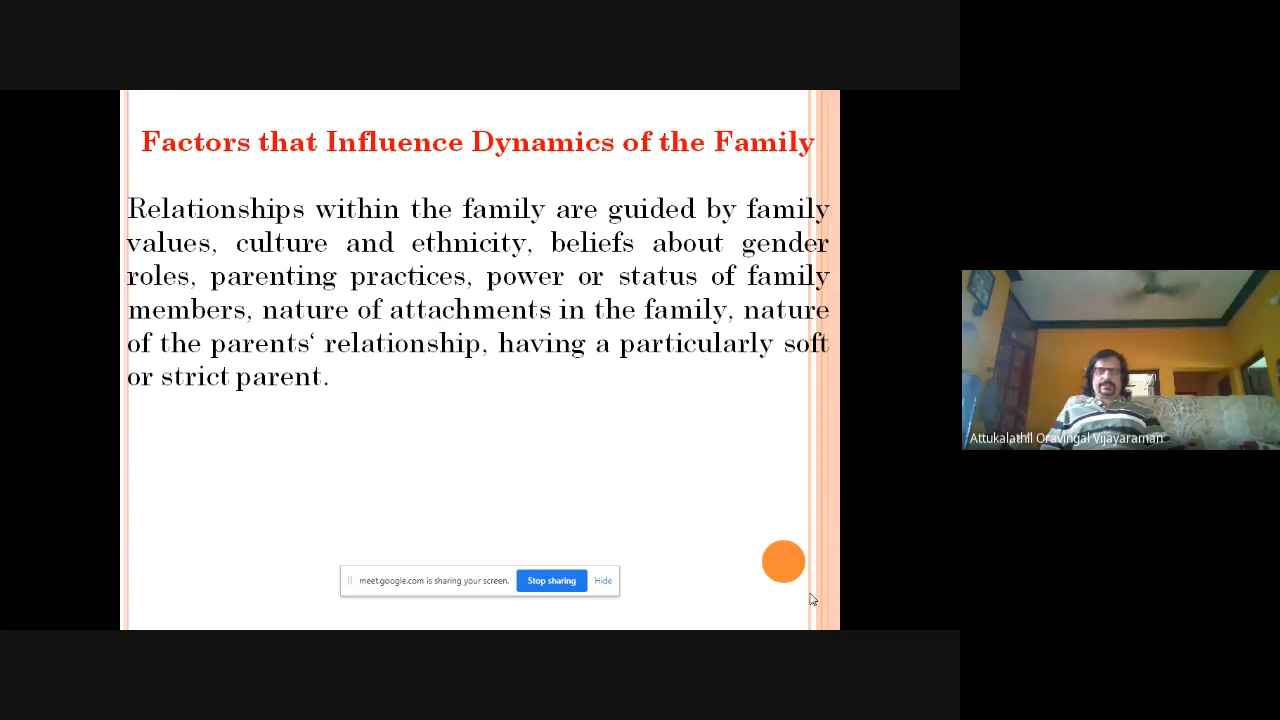 Factors that Influence Dynamics of the Family
Relationships within the family are guided by family
values, culture and ethnicity, beliefs about gender
roles, parenting practices, power or status of family
members, nature of attachments in the family, nature
of the parents‘ relationship, having a particularly soft
or strict parent.
Attukalathil Oravingal Vijayaraman
meet.google.com is sharing your screen. Stop sharing Hide